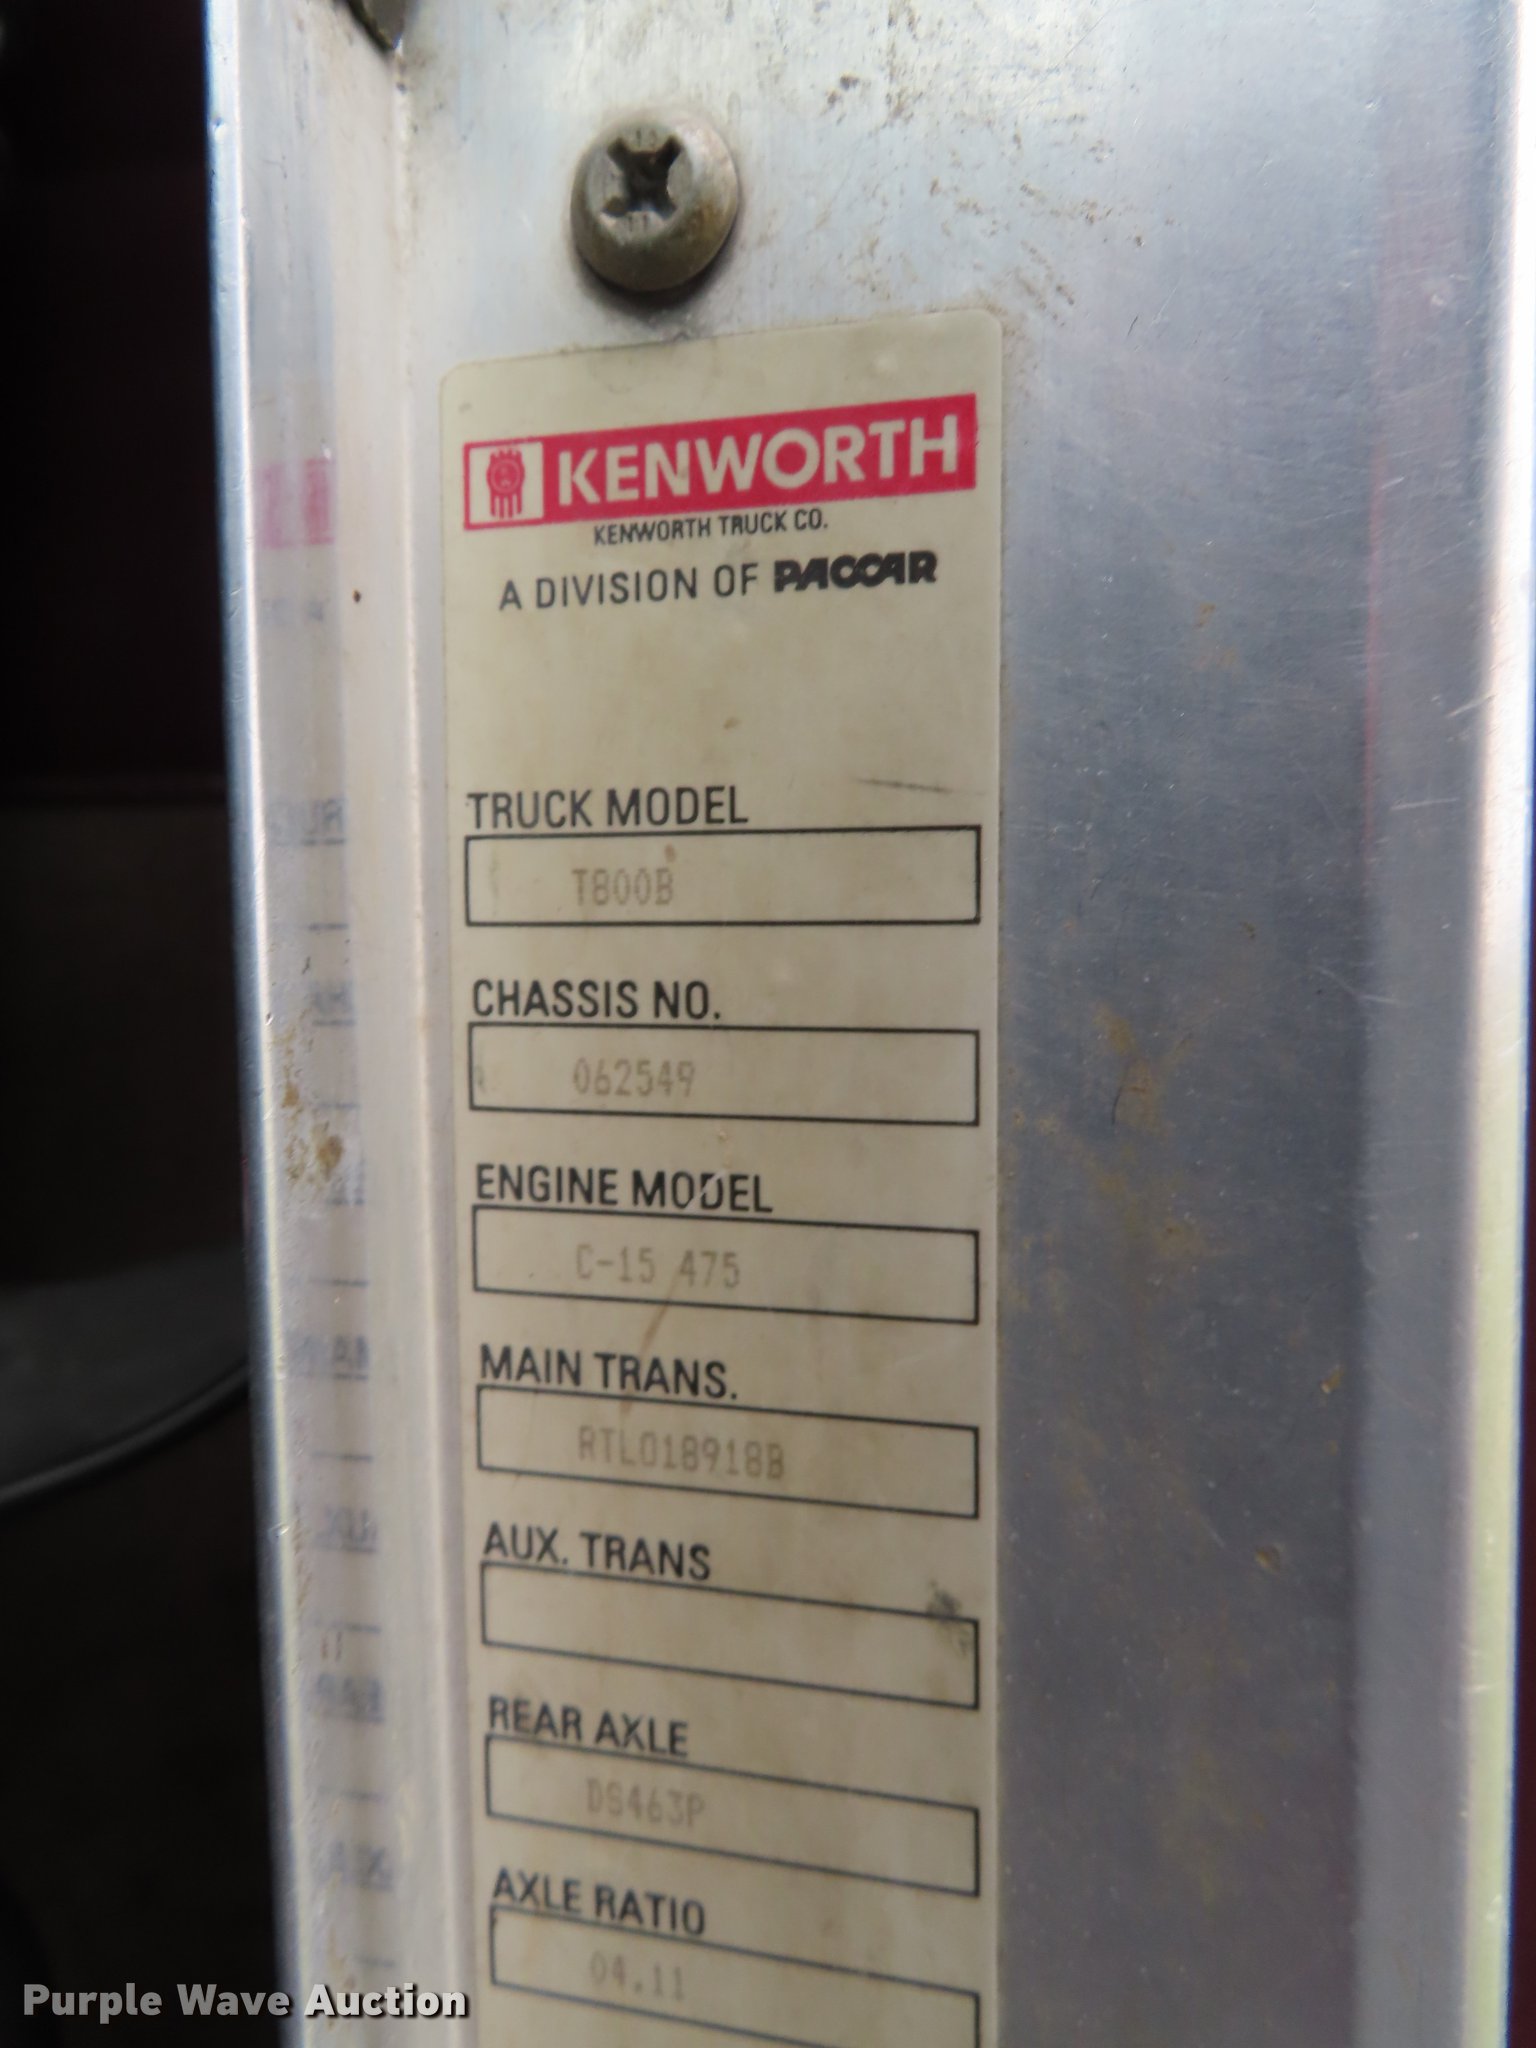 KENWORTH
KENWORTH TRUCK CO.
A DIVISION OF PACCAR
TRUCK MODEL
T800B
CHASSIS NO.
062549
ENGINE MODEL
C-15 475
MAIN TRANS.
RTLO18918B
AUX. TRANS
REAR AXLE
DS463P
AXLE RATIO
04.11
Purple Wave Auction